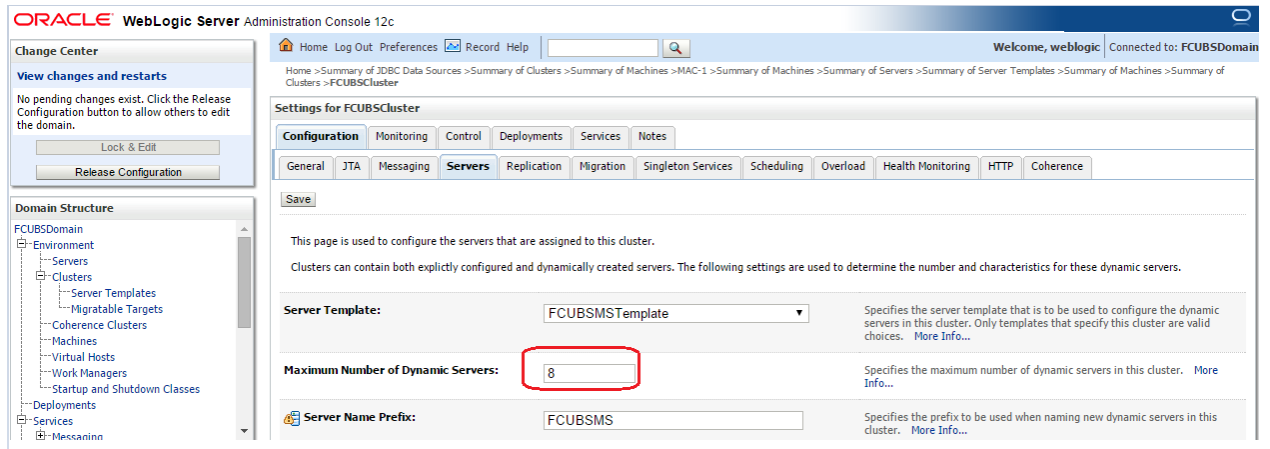 ORACLE WebLogic Server Administration Console 12c
Change Center
View changes and restarts
No pending changes exist. Click the Release
Configuration button to allow others to edit
the domain.
Lock & Edit
Release Configuration
Domain Structure
FCUBSDomain
Environment
Servers
Clusters
Server Templates
Migratable Targets
Coherence Clusters
Machines
Virtual Hosts
Work Managers
Startup and Shutdown Classes
Deployments
Services
Messaging
Home Log Out Preferences Record Help
Welcome, weblogic Connected to: FCUBSDomain
Home >Summary of JDBC Data Sources >Summary of Clusters >Summary of Machines >MAC-1 >Summary of Machines >Summary of Servers >Summary of Server Templates >Summary of Machines >Summary of
Clusters >FCUBSCluster
Settings for FCUBSCluster
Configuration Monitoring Control Deployments Services Notes
General JTA Messaging Servers Replication Migration Singleton Services Scheduling Overload Health Monitoring HTTP Coherence
Save
This page is used to configure the servers that are assigned to this cluster.
Clusters can contain both explictly configured and dynamically created servers. The following settings are used to determine the number and characteristics for these dynamic servers.
Server Template: FCUBSMSTemplate
Specifies the server template that is to be used to configure the dynamic
servers in this cluster. Only templates that specify this cluster are valid
choices. More Info...
Maximum Number of Dynamic Servers: 8
Specifies the maximum number of dynamic servers in this cluster. More
Info...
Server Name Prefix: FCUBSMS
Specifies the prefix to be used when naming new dynamic servers in this
cluster. More Info...